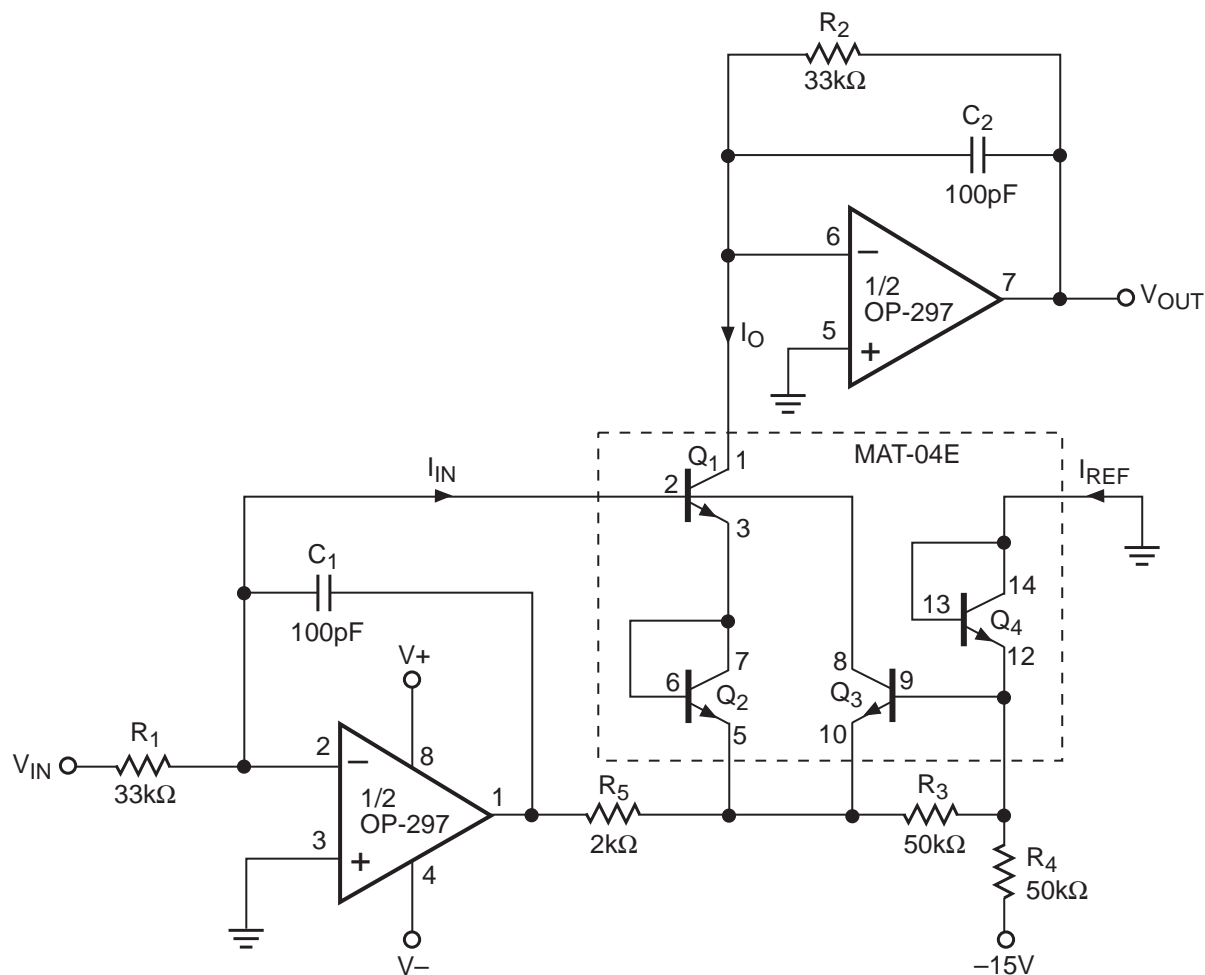 R2
33kΩ
C2
100pF
6
1/2
OP-297
7
VOUT
5
IO
MAT-04E
Q1
1
IIN
2
IREF
3
C1
100pF
14
13
Q4
12
V+
7
6
Q2
5
8
9
Q3
10
R1
VIN
33kΩ
2
8
1/2
OP-297
1
3
4
R5
2kΩ
R3
50kΩ
R4
50kΩ
V–
–15V